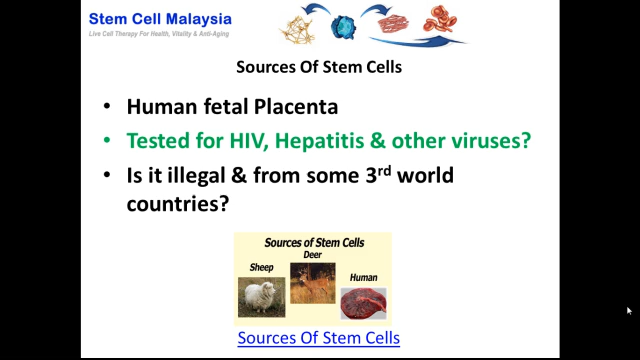 Stem Cell Malaysia
Live Cell Therapy For Health, Vitality & Anti-Aging
Sources Of Stem Cells
• Human fetal Placenta
• Tested for HIV, Hepatitis & other viruses?
• Is it illegal & from some 3rd world
countries?
Sources of Stem Cells
Deer
Sheep
Human
Sources Of Stem Cells